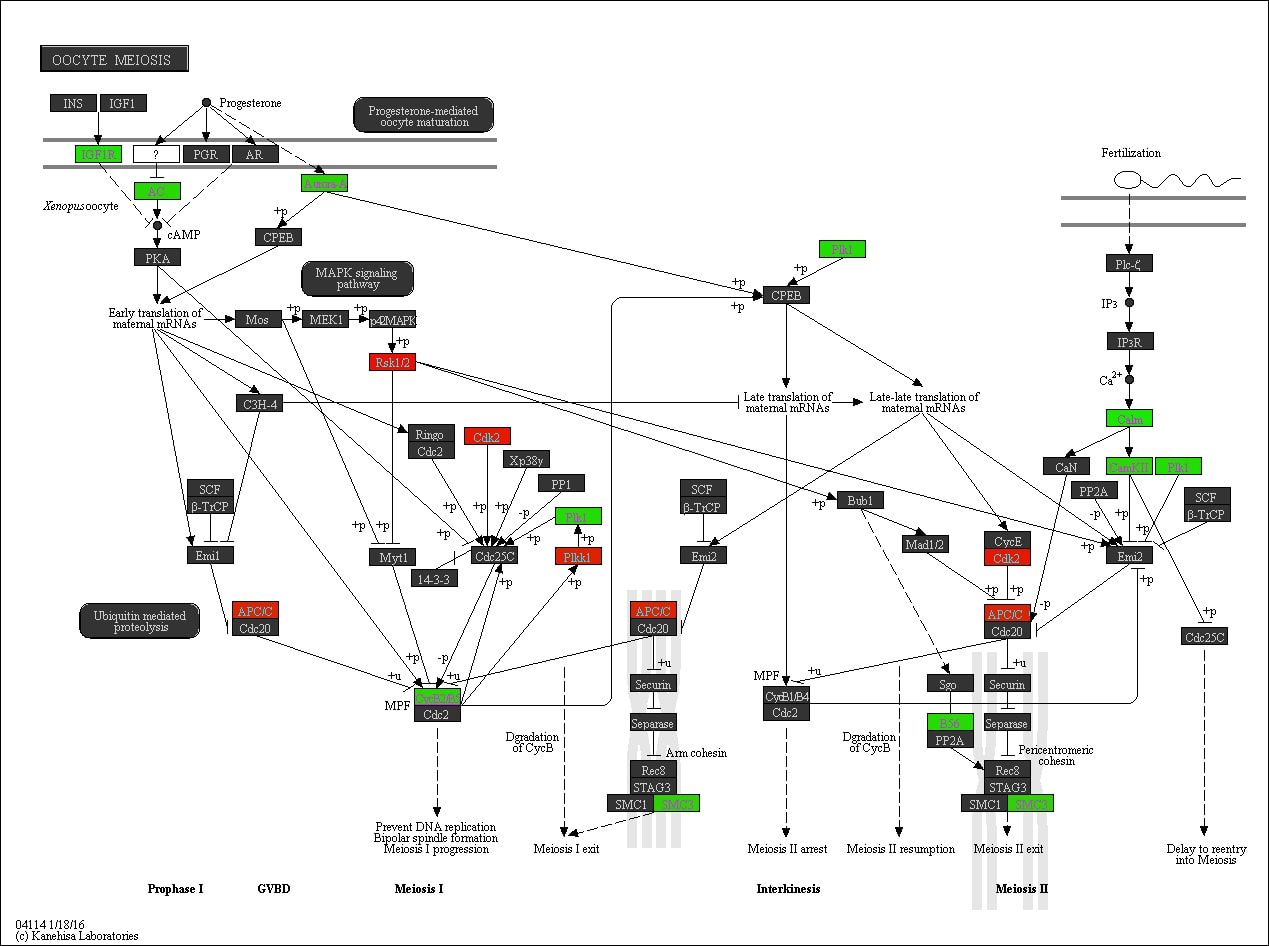 OOCYTE MEIOSIS
INS
IGF1
Progesterone
Progesterone-mediated
oocyte maturation
IGF1R
?
PGR
AR
Fertilization
AC
Aurora-A
Xenopus oocyte
+p
cAMP
CPEB
PKA
Plk1
+p
Plc-ζ
MAPK signaling
pathway
+p
CPEB
+p
IP3
Early translation of
maternal mRNAs
Mos
+p
MEK1
+p
p42MAPK
+p
IP3R
Rsk1/2
Ca2+
C3H-4
Late translation of
maternal mRNAs
Late-late translation of
maternal mRNAs
Calm
Ringo
Cdc2
Cdk2
Xp38γ
PP1
CaN
CamKII
Plk1
SCF
β-TrCP
SCF
β-TrCP
PP2A
SCF
β-TrCP
Bub1
+p
+p
+p
+p
-p
Plk1
-p
+p
+p
+p
+p
+p
+p
+p
Emi1
Myt1
Cdc25C
Plkk1
Emi2
Mad1/2
CycE
Cdk2
+p
Emi2
14-3-3
+p
+p
+p
+p
+p
-p
Ubiquitin mediated
proteolysis
APC/C
Cdc20
APC/C
Cdc20
APC/C
Cdc20
+p
Cdc25C
+p
-p
+u
+u
+u
+u
+u
MPF
CycB2/B5
Cdc2
Securin
MPF
CycB1/B4
Cdc2
Sgo
Securin
Separase
B56
PP2A
Separase
Dgradation
of CycB
Arm cohesin
Dgradation
of CycB
Pericentromeric
cohesin
Rec8
STAG3
SMC1
SMC3
Rec8
STAG3
SMC1
SMC3
Prevent DNA replication
Bipolar spindle formation
Meiosis I progression
Meiosis I exit
Meiosis II arrest
Meiosis II resumption
Meiosis II exit
Delay to reentry
into Meiosis
Prophase I
GVBD
Meiosis I
Interkinesis
Meiosis II
04114 1/18/16
(c) Kanehisa Laboratories